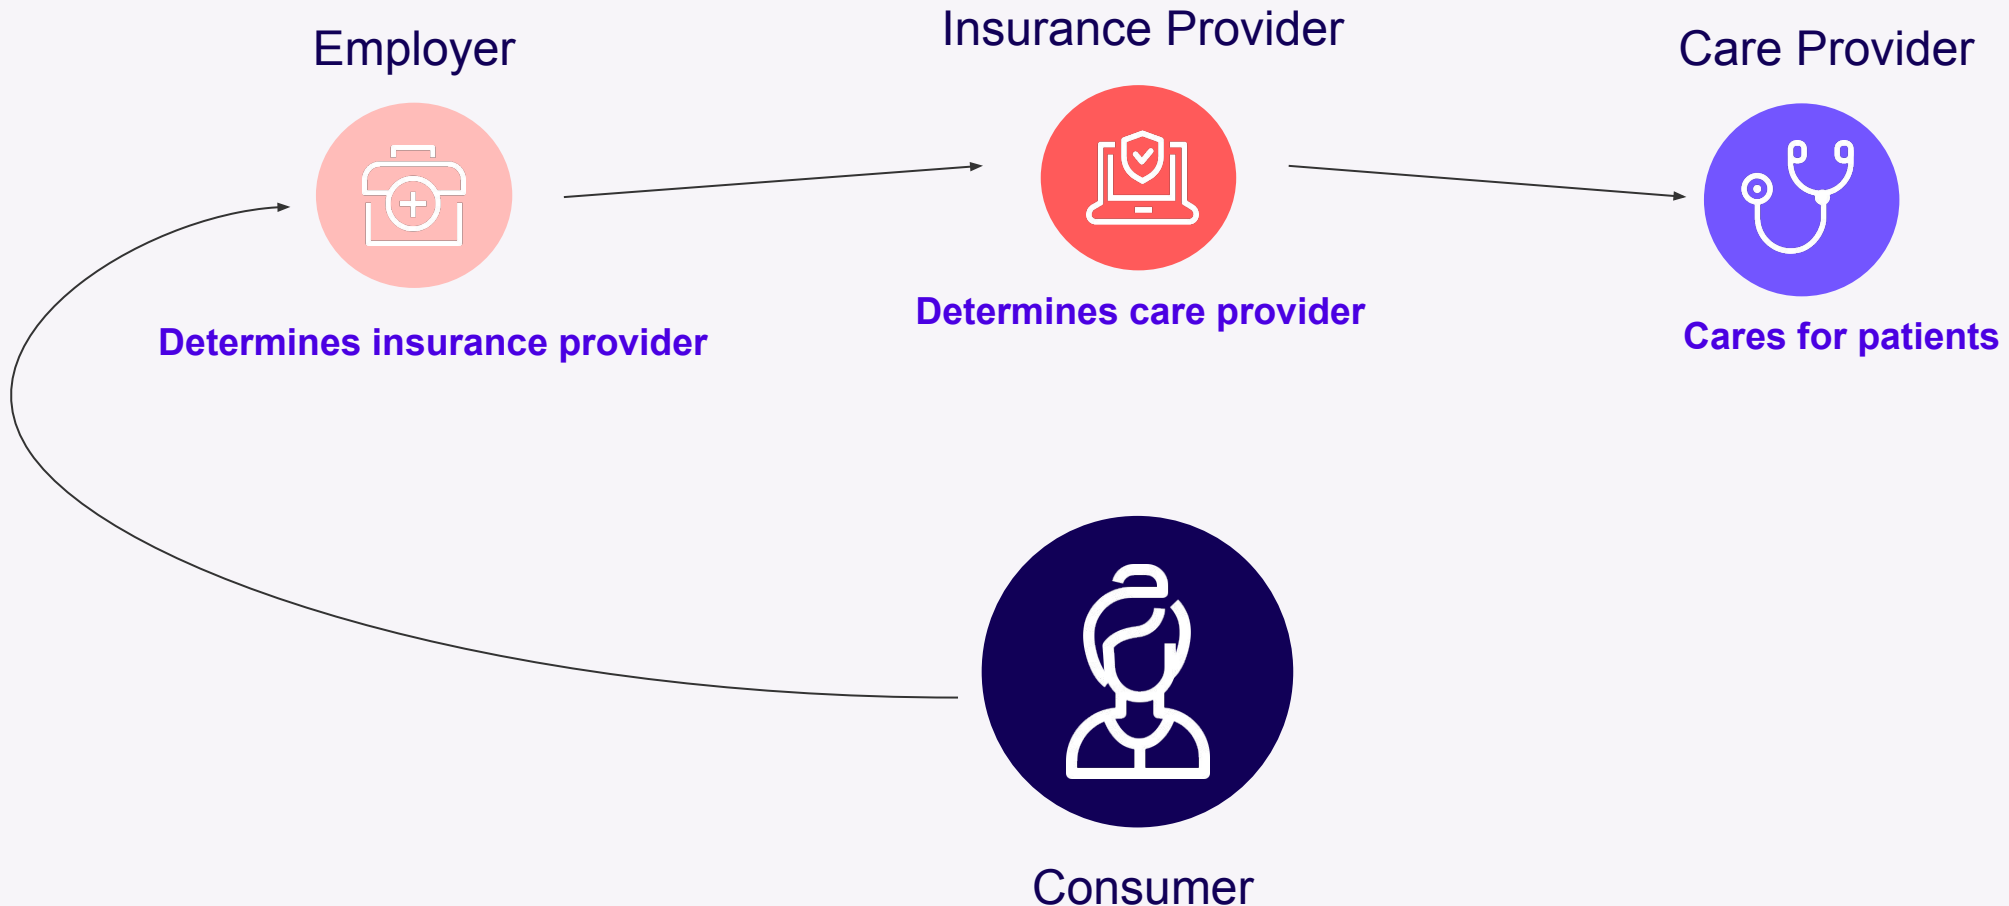 Employer
Insurance Provider
Care Provider
Determines insurance provider
Determines care provider
Cares for patients
Consumer